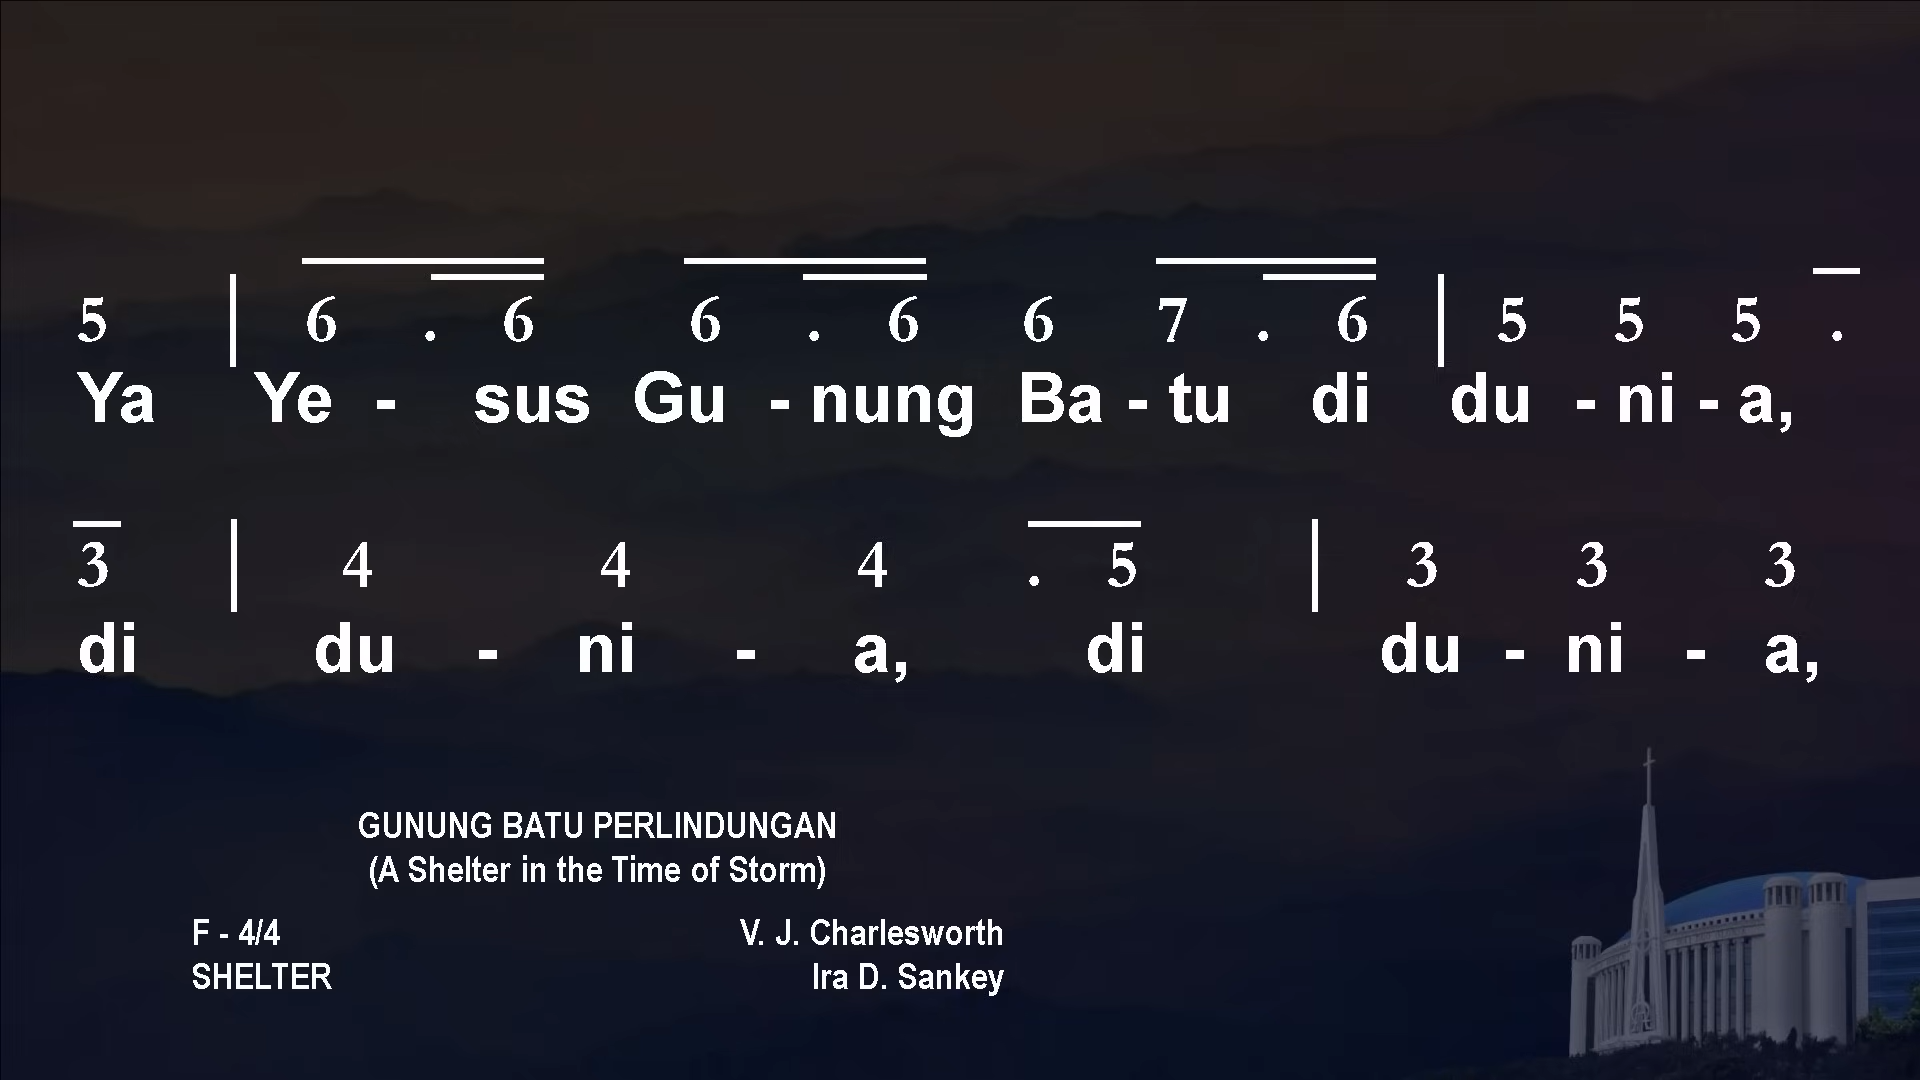 5 | 6 . 6 6 . 6 6 7 . 6 | 5 5 5 .
Ya Ye - sus Gu - nung Ba - tu di du - ni - a,
3 | 4 4 4 . 5 | 3 3 3
di du - ni - a, di du - ni - a,
GUNUNG BATU PERLINDUNGAN
(A Shelter in the Time of Storm)
F - 4/4 V. J. Charlesworth
SHELTER Ira D. Sankey